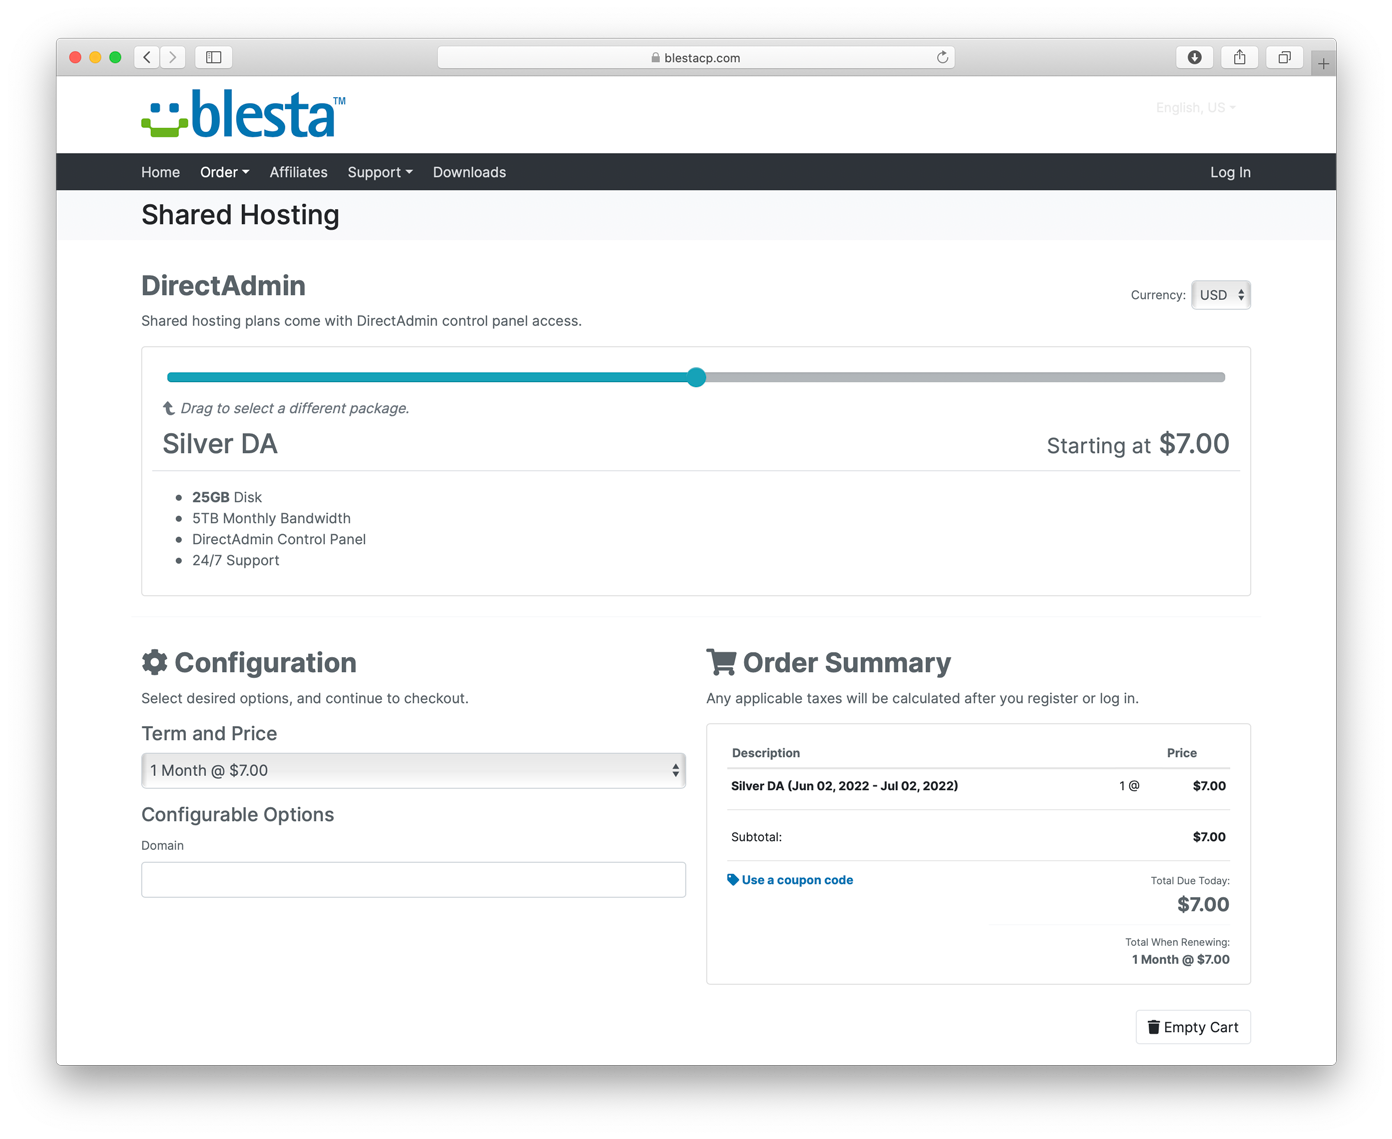 blestacp.com
blesta™
English, US
Home Order Affiliates Support Downloads Log In
Shared Hosting
DirectAdmin
Currency: USD
Shared hosting plans come with DirectAdmin control panel access.
Drag to select a different package.
Silver DA Starting at $7.00
25GB Disk
5TB Monthly Bandwidth
DirectAdmin Control Panel
24/7 Support
Configuration
Select desired options, and continue to checkout.
Term and Price
1 Month @ $7.00
Configurable Options
Domain
Order Summary
Any applicable taxes will be calculated after you register or log in.
Description Price
Silver DA (Jun 02, 2022 - Jul 02, 2022) 1 @ $7.00
Subtotal: $7.00
Use a coupon code
Total Due Today:
$7.00
Total When Renewing:
1 Month @ $7.00
Empty Cart